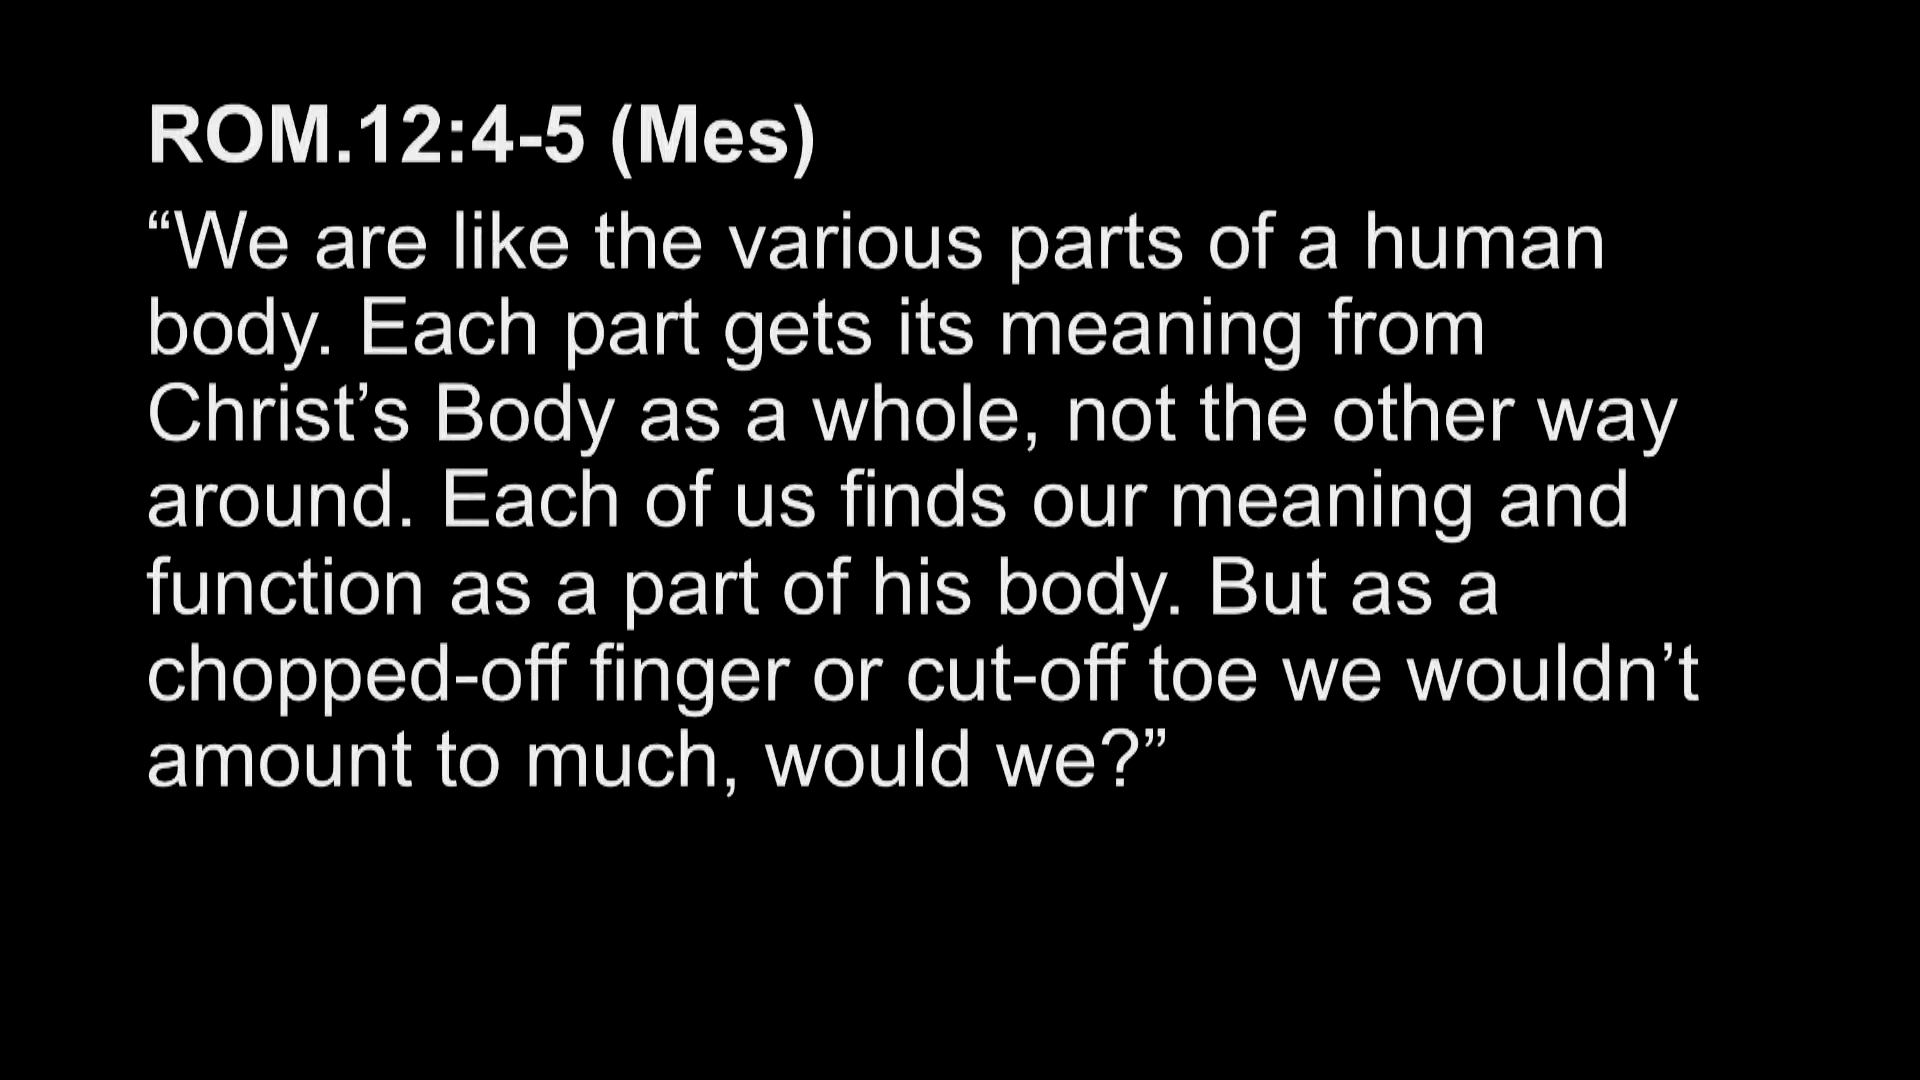 ROM.12:4-5 (Mes)
“We are like the various parts of a human
body. Each part gets its meaning from
Christ’s Body as a whole, not the other way
around. Each of us finds our meaning and
function as a part of his body. But as a
chopped-off finger or cut-off toe we wouldn’t
amount to much, would we?”